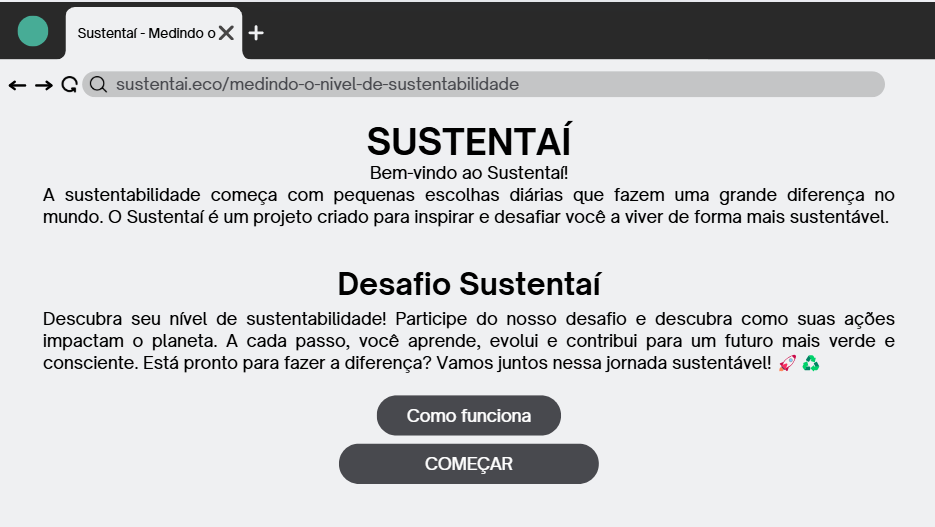 Sustentaí - Medindo o
sustentai.eco/medindo-o-nivel-de-sustentabilidade
SUSTENTAÍ
Bem-vindo ao Sustentaí!
A sustentabilidade começa com pequenas escolhas diárias que fazem uma grande diferença no
mundo. O Sustentaí é um projeto criado para inspirar e desafiar você a viver de forma mais sustentável.
Desafio Sustentaí
Descubra seu nível de sustentabilidade! Participe do nosso desafio e descubra como suas ações
impactam o planeta. A cada passo, você aprende, evolui e contribui para um futuro mais verde e
consciente. Está pronto para fazer a diferença? Vamos juntos nessa jornada sustentável! 🚀 ♻️
Como funciona
COMEÇAR